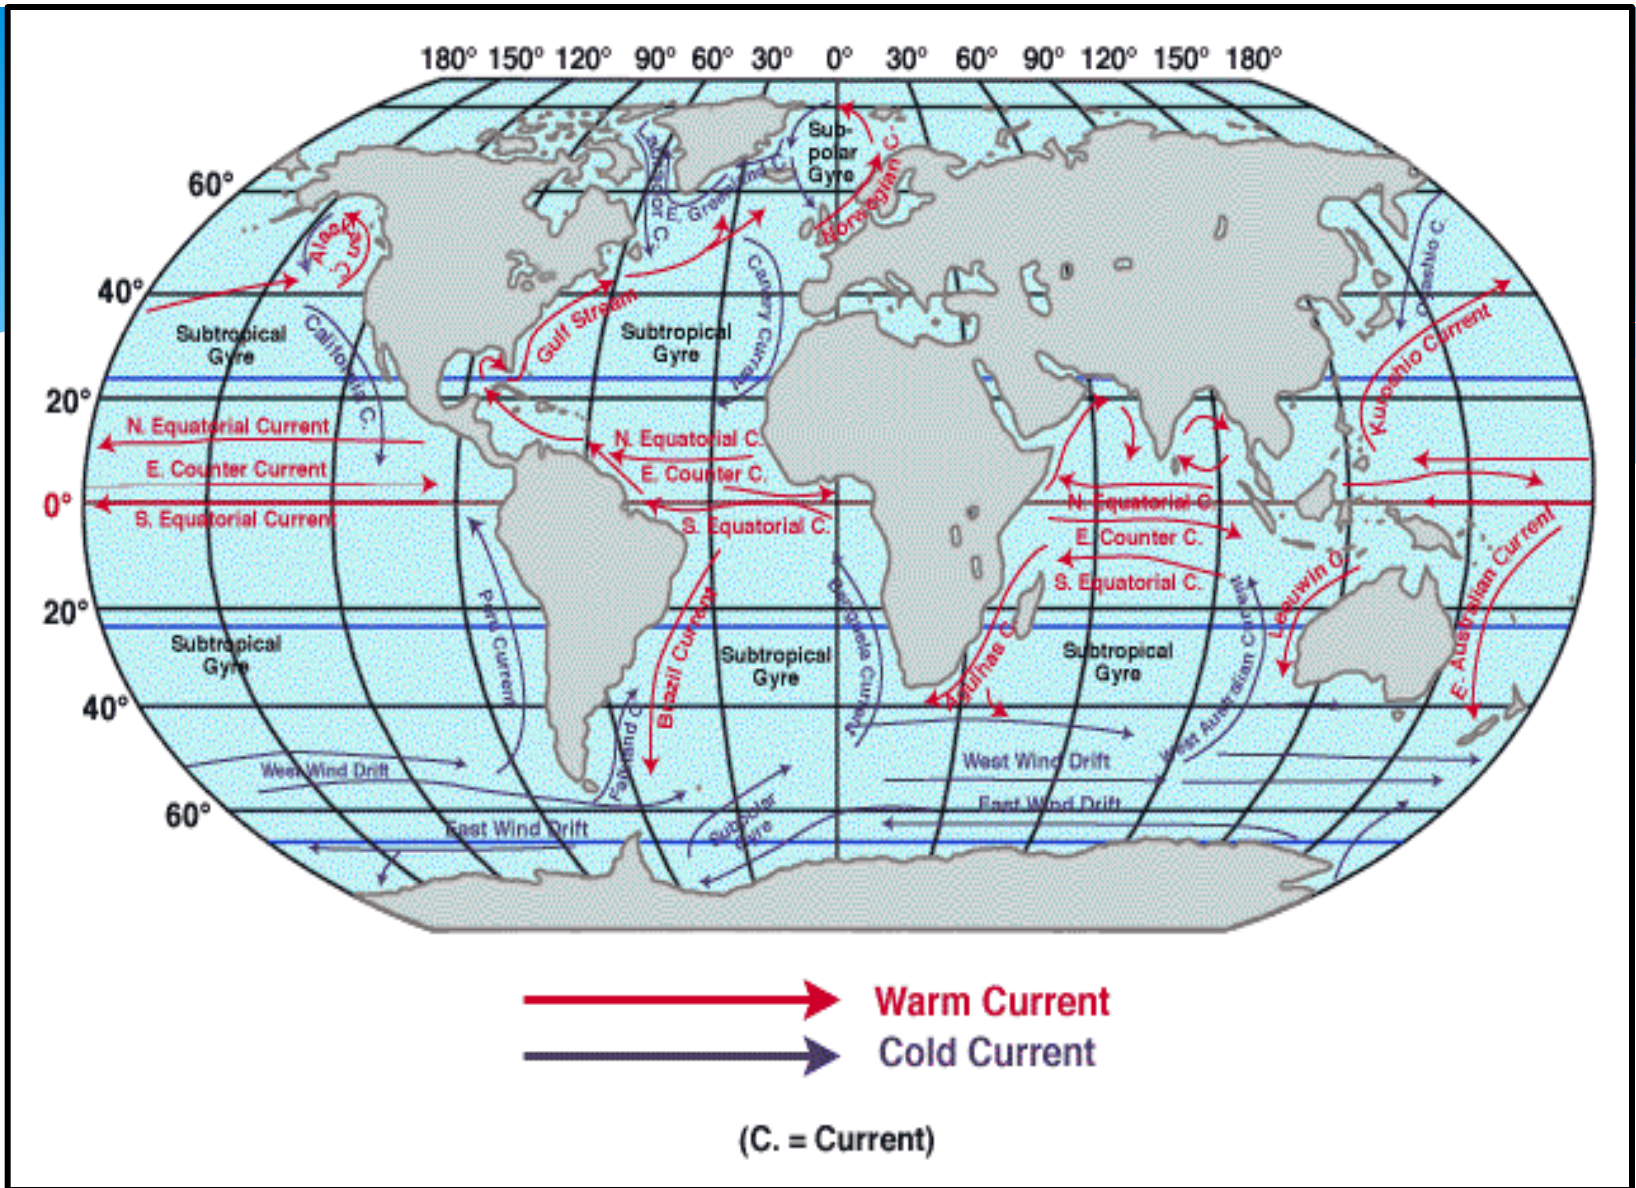 180° 150° 120° 90° 60° 30° 0° 30° 60° 90° 120° 150° 180°
Sub-
polar
Gyre
60°
Labrador C.
E. Greenland C.
Norwegian C.
Alaskan C.
Oyashio C.
40°
Subtropical
Gyre
California C.
Gulf Stream
Subtropical
Gyre
Canary Current
Kuroshio Current
20°
N. Equatorial Current
E. Counter Current
0°
S. Equatorial Current
N. Equatorial C.
E. Counter C.
S. Equatorial C.
N. Equatorial C.
E. Counter C.
S. Equatorial C.
20°
Subtropical
Gyre
Peru Current
Brazil Current
Subtropical
Gyre
Benguela Current
Agulhas C.
Subtropical
Gyre
West Australian Current
Leeuwin C.
E. Australian Current
40°
West Wind Drift
Falkland C.
West Wind Drift
60°
East Wind Drift
Subpolar
Gyre
East Wind Drift
Warm Current
Cold Current
(C. = Current)